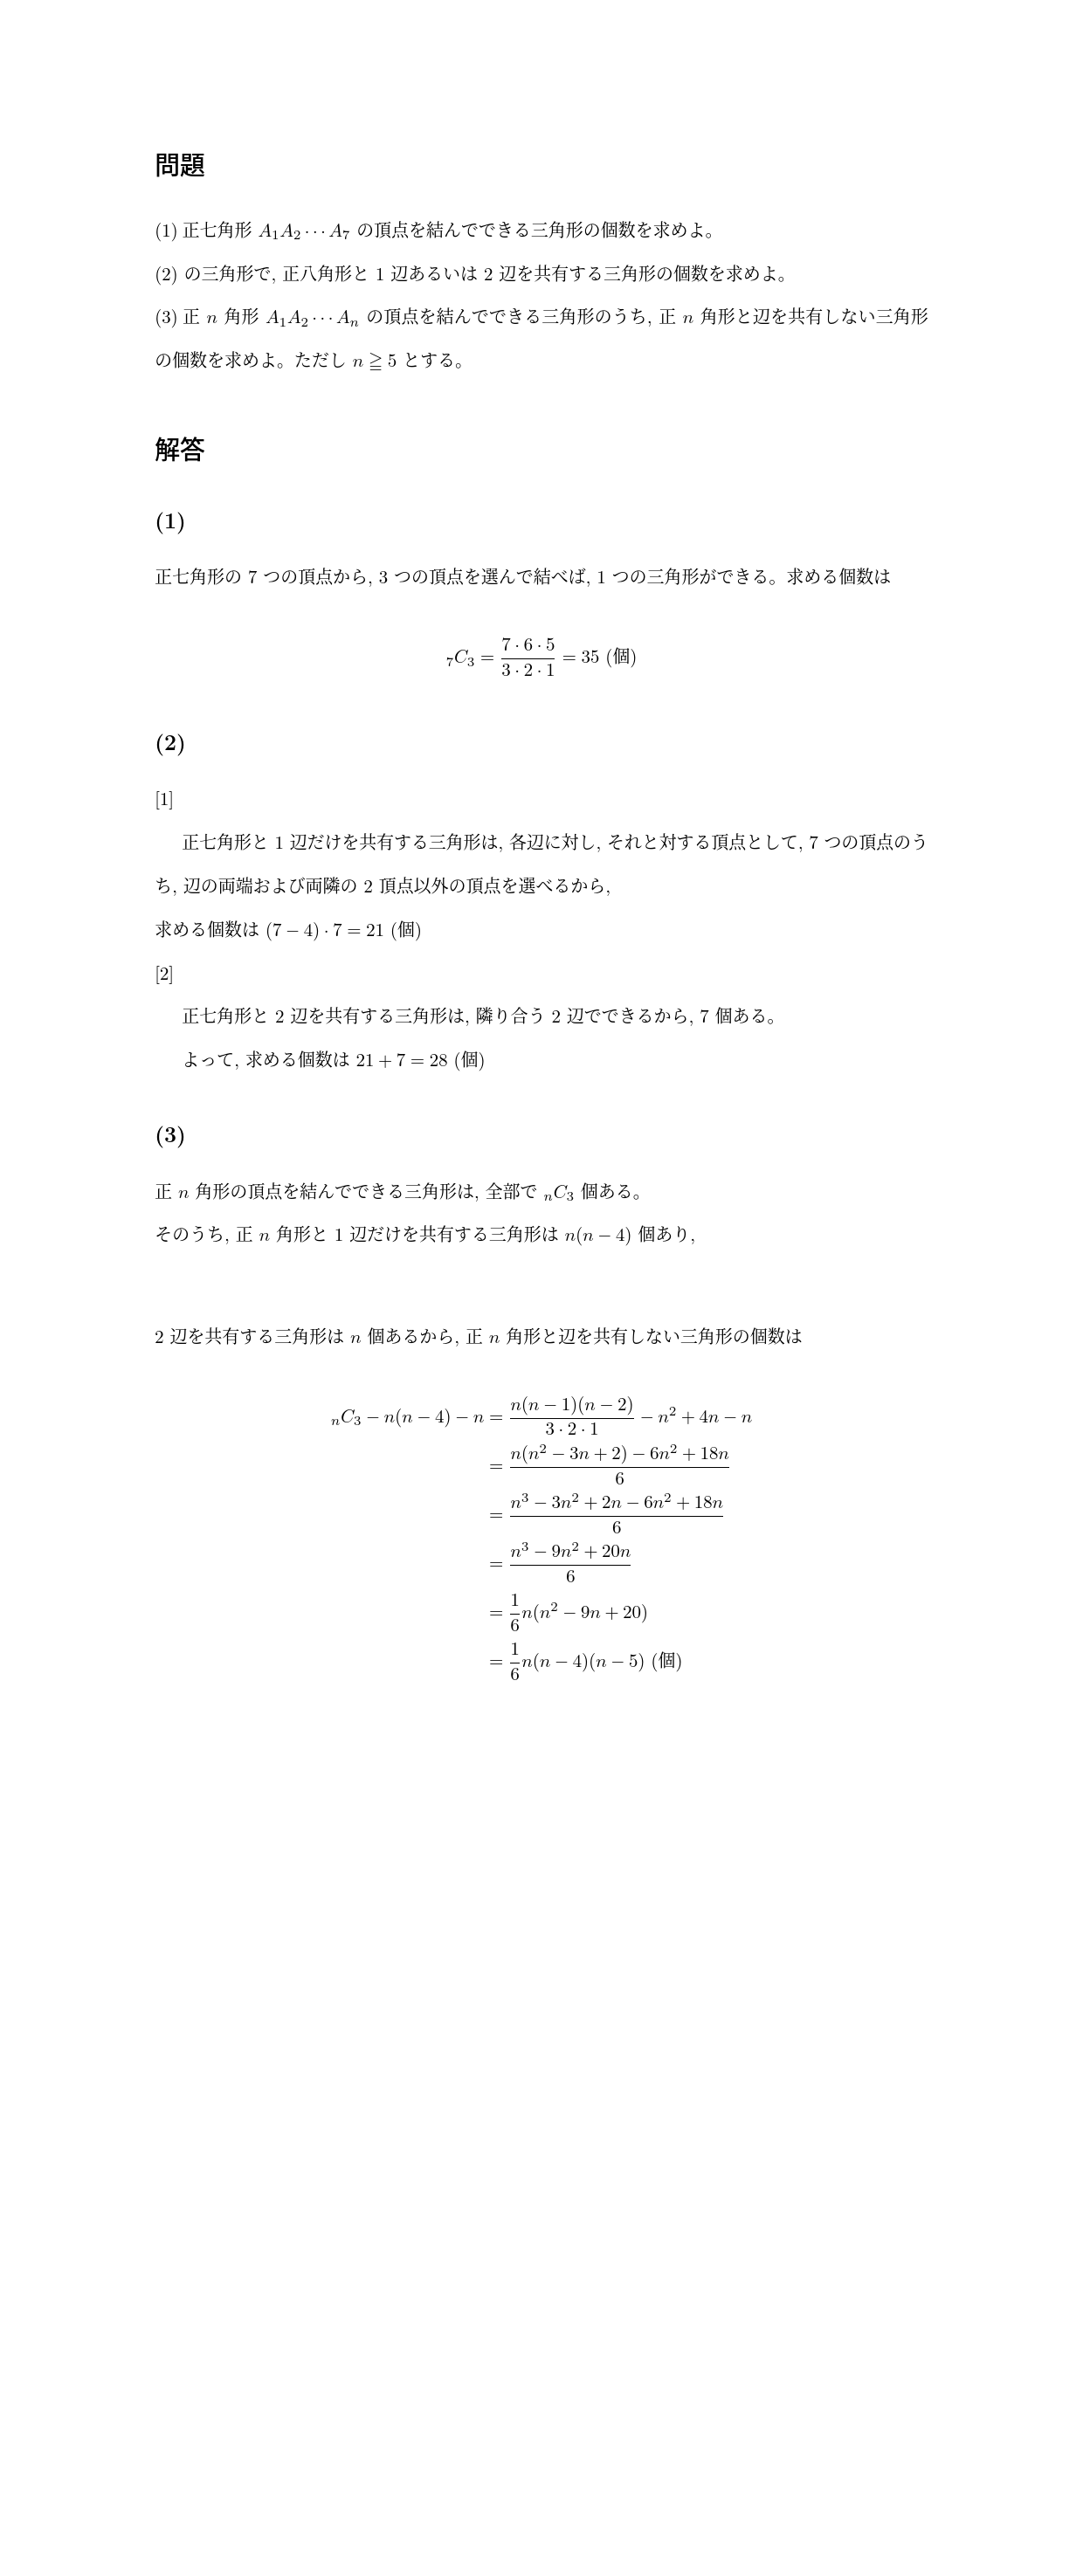 問題
(1) 正七角形 $A_1A_2\cdots A_7$ の頂点を結んでできる三角形の個数を求めよ。
(2) の三角形で, 正八角形と 1 辺あるいは 2 辺を共有する三角形の個数を求めよ。
(3) 正 $n$ 角形 $A_1A_2\cdots A_n$ の頂点を結んでできる三角形のうち, 正 $n$ 角形と辺を共有しない三角形
の個数を求めよ。ただし $n \geqq 5$ とする。
解答
(1)
正七角形の 7 つの頂点から, 3 つの頂点を選んで結べば, 1 つの三角形ができる。求める個数は
${}_7C_3 = \frac{7 \cdot 6 \cdot 5}{3 \cdot 2 \cdot 1} = 35$ (個)
(2)
[1]
正七角形と 1 辺だけを共有する三角形は, 各辺に対し, それと対する頂点として, 7 つの頂点のう
ち, 辺の両端および両隣の 2 頂点以外の頂点を選べるから,
求める個数は $(7-4) \cdot 7 = 21$ (個)
[2]
正七角形と 2 辺を共有する三角形は, 隣り合う 2 辺でできるから, 7 個ある。
よって, 求める個数は $21 + 7 = 28$ (個)
(3)
正 $n$ 角形の頂点を結んでできる三角形は, 全部で ${}_nC_3$ 個ある。
そのうち, 正 $n$ 角形と 1 辺だけを共有する三角形は $n(n-4)$ 個あり,
2 辺を共有する三角形は $n$ 個あるから, 正 $n$ 角形と辺を共有しない三角形の個数は
${}_nC_3 - n(n-4) - n = \frac{n(n-1)(n-2)}{3 \cdot 2 \cdot 1} - n^2 + 4n - n$
$= \frac{n(n^2-3n+2)-6n^2+18n}{6}$
$= \frac{n^3-3n^2+2n-6n^2+18n}{6}$
$= \frac{n^3-9n^2+20n}{6}$
$= \frac{1}{6}n(n^2-9n+20)$
$= \frac{1}{6}n(n-4)(n-5)$ (個)